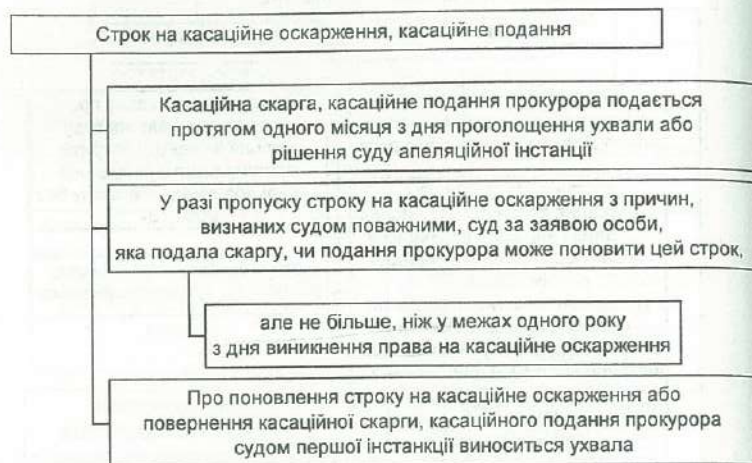 Строк на касаційне оскарження, касаційне подання
Касаційна скарга, касаційне подання прокурора подається
протягом одного місяця з дня проголошення ухвали або
рішення суду апеляційної інстанції
У разі пропуску строку на касаційне оскарження з причин,
визнаних судом поважними, суд за заявою особи,
яка подала скаргу, чи подання прокурора може поновити цей строк,
але не більше, ніж у межах одного року
з дня виникнення права на касаційне оскарження
Про поновлення строку на касаційне оскарження або
повернення касаційної скарги, касаційного подання прокурора
судом першої інстанкції виноситься ухвала